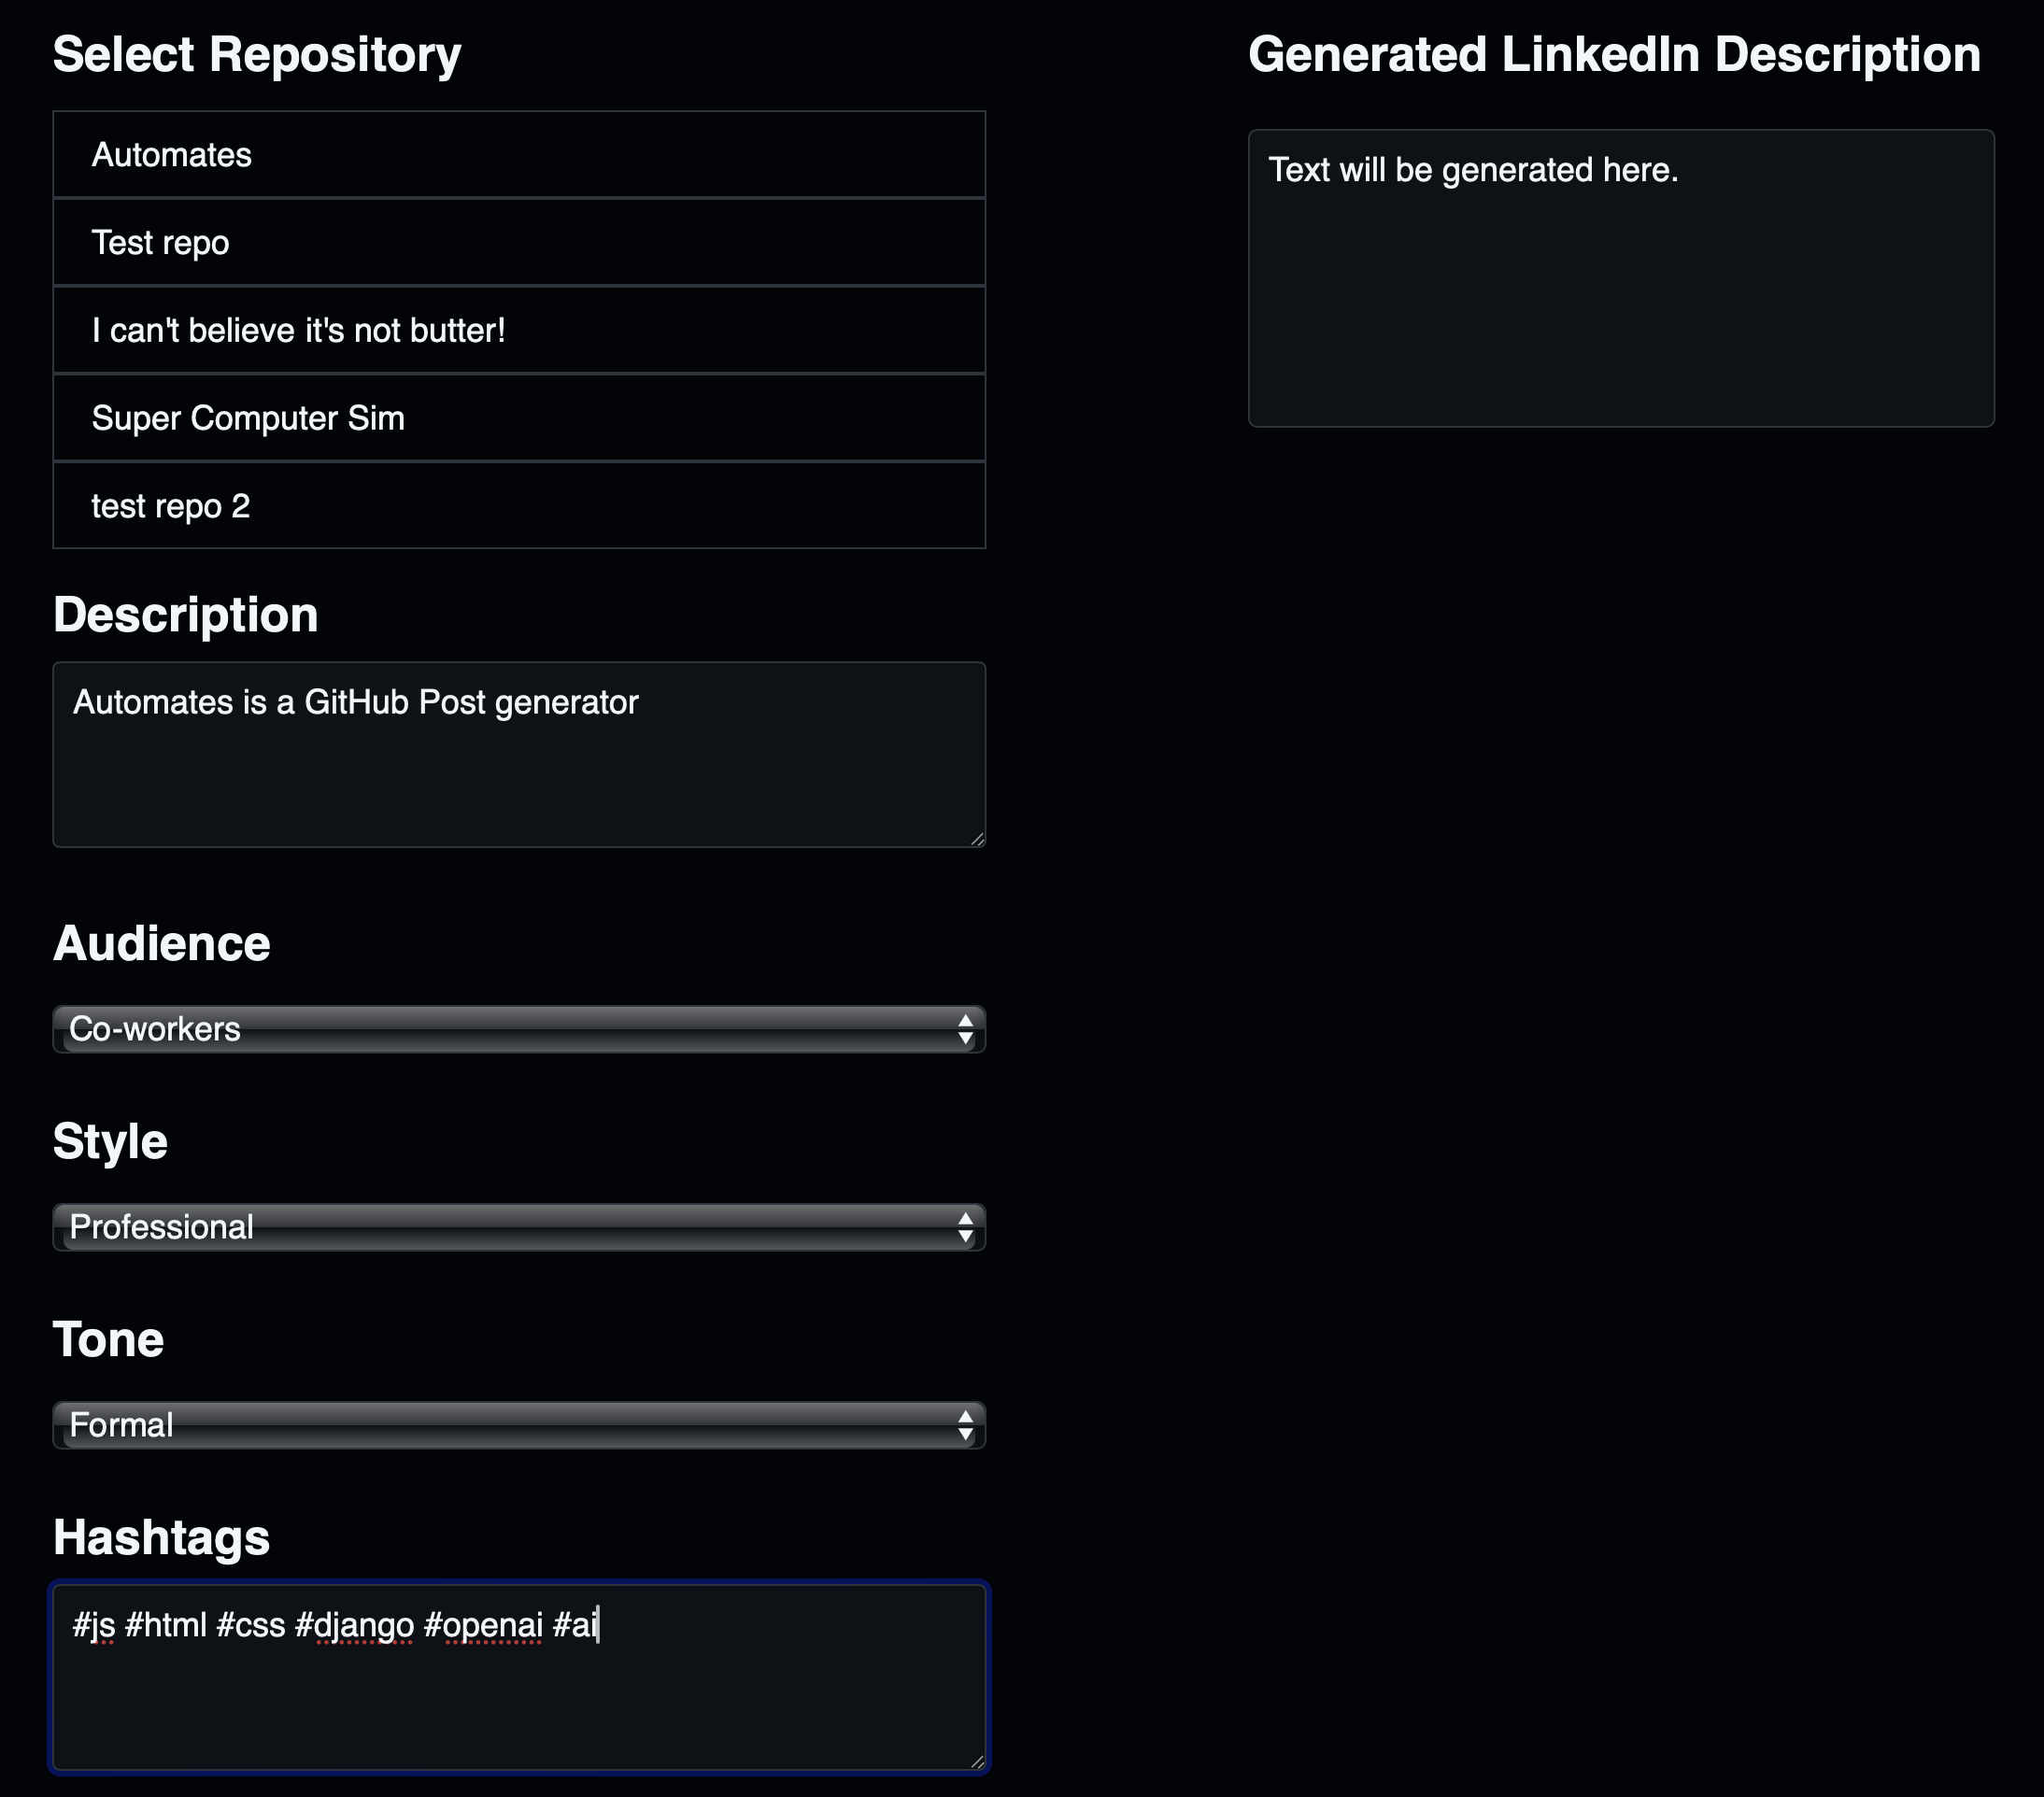 Select Repository
Automates
Test repo
I can't believe it's not butter!
Super Computer Sim
test repo 2
Description
Automates is a GitHub Post generator
Audience
Co-workers
Style
Professional
Tone
Formal
Hashtags
#js #html #css #django #openai #ai
Generated LinkedIn Description
Text will be generated here.